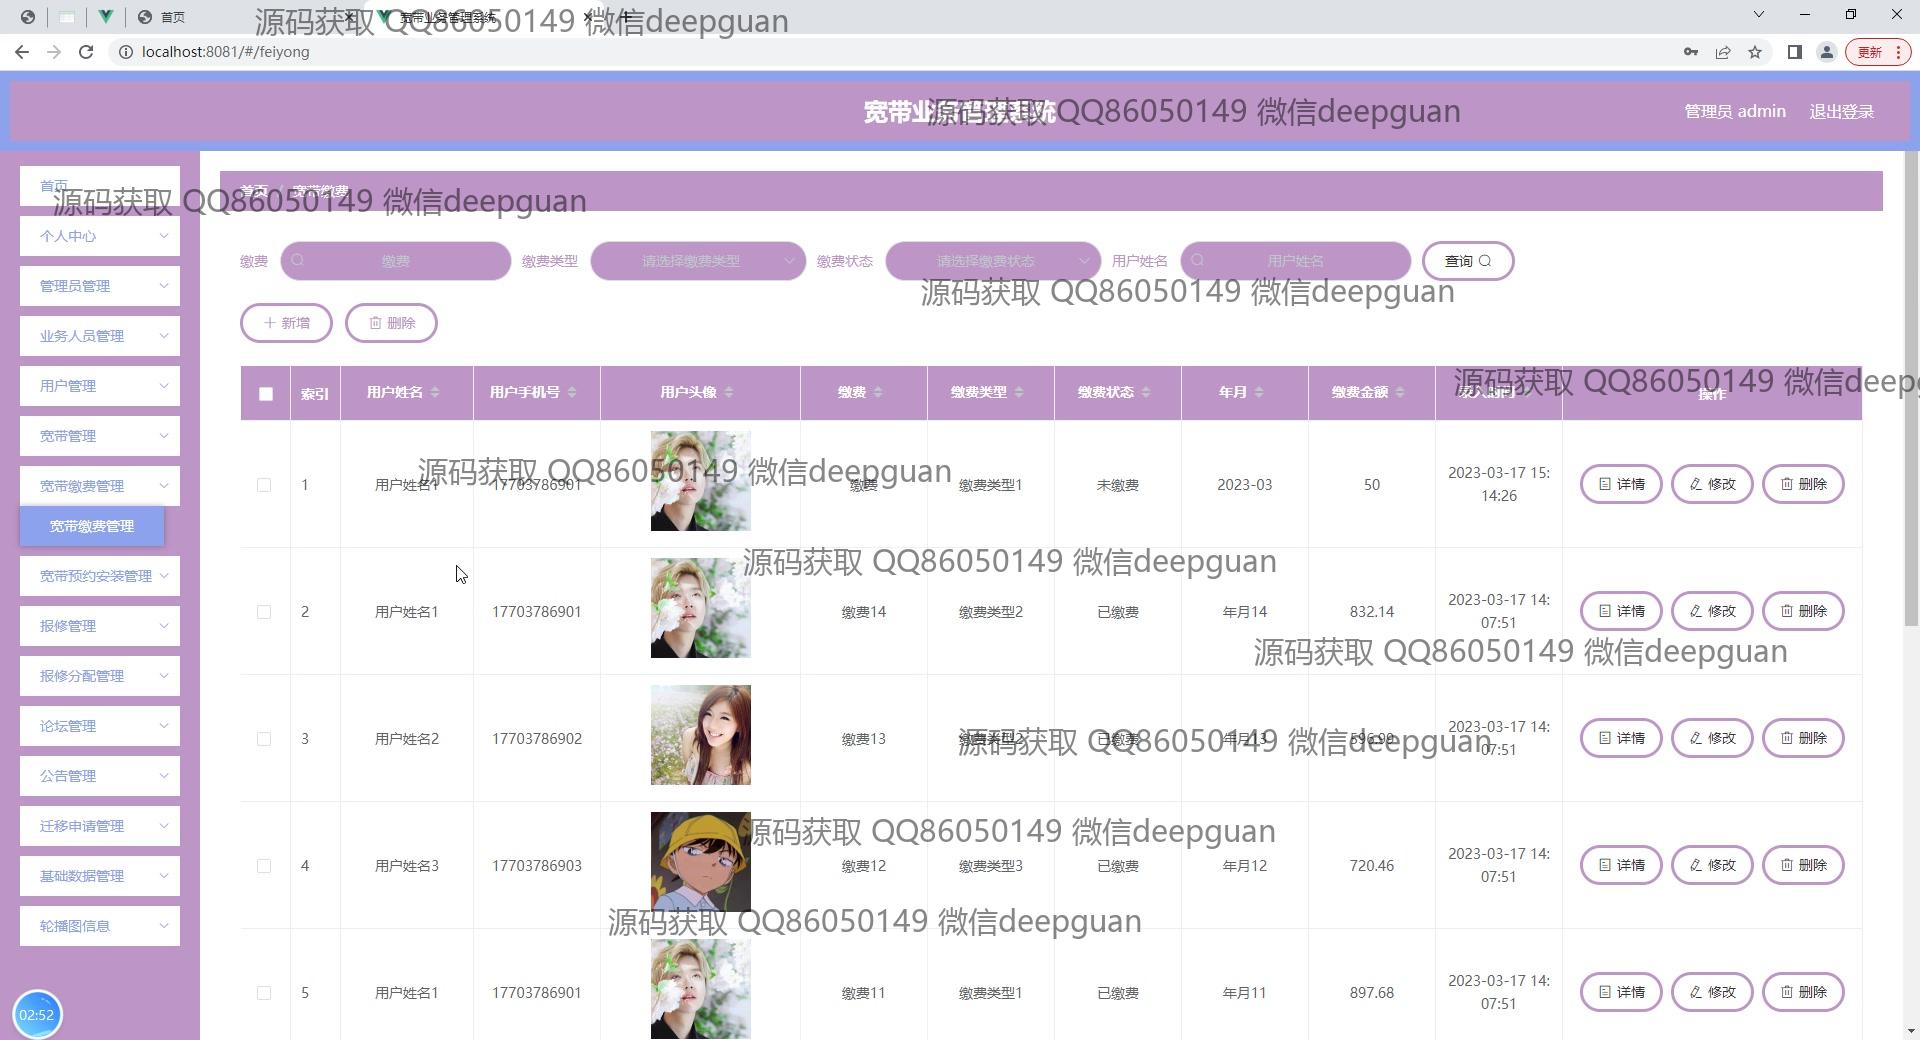 首页
宽带业务管理系统
源码获取 QQ86050149 微信deepguan
localhost:8081/#/feiyong
更新
宽带业务管理系统
源码获取 QQ86050149 微信deepguan
管理员 admin 退出登录
首页
首页 / 宽带缴费
源码获取 QQ86050149 微信deepguan
个人中心
管理员管理
业务人员管理
用户管理
宽带管理
宽带缴费管理
宽带缴费管理
宽带预约安装管理
报修管理
报修分配管理
论坛管理
公告管理
迁移申请管理
基础数据管理
轮播图信息
02:52
缴费 缴费 缴费类型 请选择缴费类型 缴费状态 请选择缴费状态 用户姓名 用户姓名 查询
源码获取 QQ86050149 微信deepguan
新增 删除
索引 用户姓名 用户手机号 用户头像 缴费 缴费类型 缴费状态 年月 缴费金额 录入时间 操作
源码获取 QQ86050149 微信deep
1 用户姓名1 17703786901 缴费 缴费类型1 未缴费 2023-03 50 2023-03-17 15:
14:26 详情 修改 删除
源码获取 QQ86050149 微信deepguan
源码获取 QQ86050149 微信deepguan
2 用户姓名1 17703786901 缴费14 缴费类型2 已缴费 年月14 832.14 2023-03-17 14:
07:51 详情 修改 删除
源码获取 QQ86050149 微信deepguan
3 用户姓名2 17703786902 缴费13 已缴费 年月13 2023-03-17 14:
07:51 详情 修改 删除
源码获取 QQ86050149 微信deepguan
源码获取 QQ86050149 微信deepguan
4 用户姓名3 17703786903 缴费12 缴费类型3 已缴费 年月12 720.46 2023-03-17 14:
07:51 详情 修改 删除
源码获取 QQ86050149 微信deepguan
5 用户姓名1 17703786901 缴费11 缴费类型1 已缴费 年月11 897.68 2023-03-17 14:
07:51 详情 修改 删除